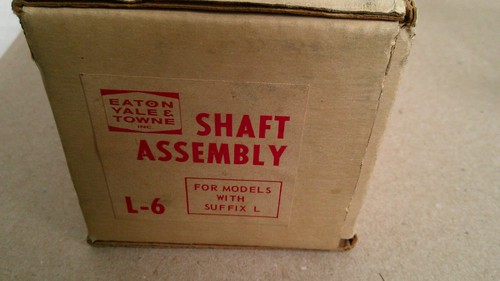 EATON
YALE &
TOWNE
INC.
SHAFT
ASSEMBLY
L-6
FOR MODELS
WITH
SUFFIX L